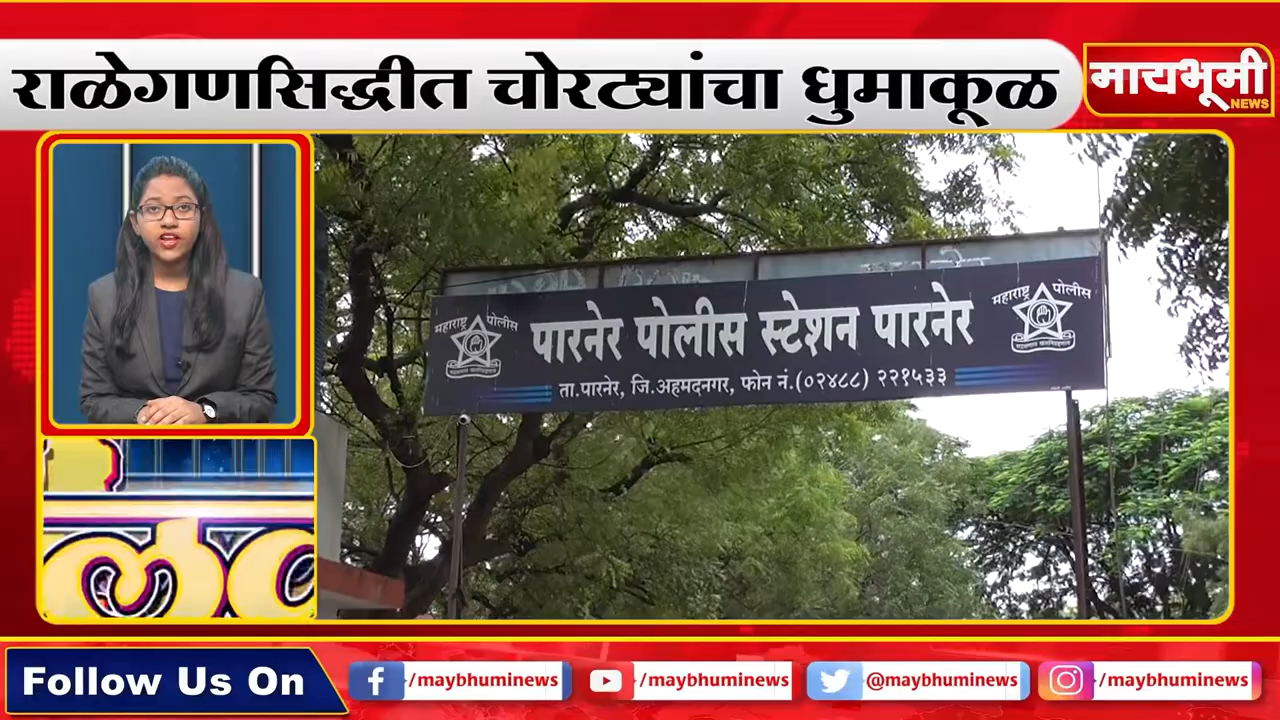 राळेगणसिद्धीत चोरट्यांचा धुमाकूळ
मायभूमी
NEWS
महाराष्ट्र पोलीस
पारनेर पोलीस स्टेशन पारनेर
महाराष्ट्र पोलीस
ता.पारनेर, जि.अहमदनगर, फोन नं.(०२४८८) २२१५३३
Follow Us On
/maybhuminews
/maybhuminews
@maybhuminews
/maybhuminews